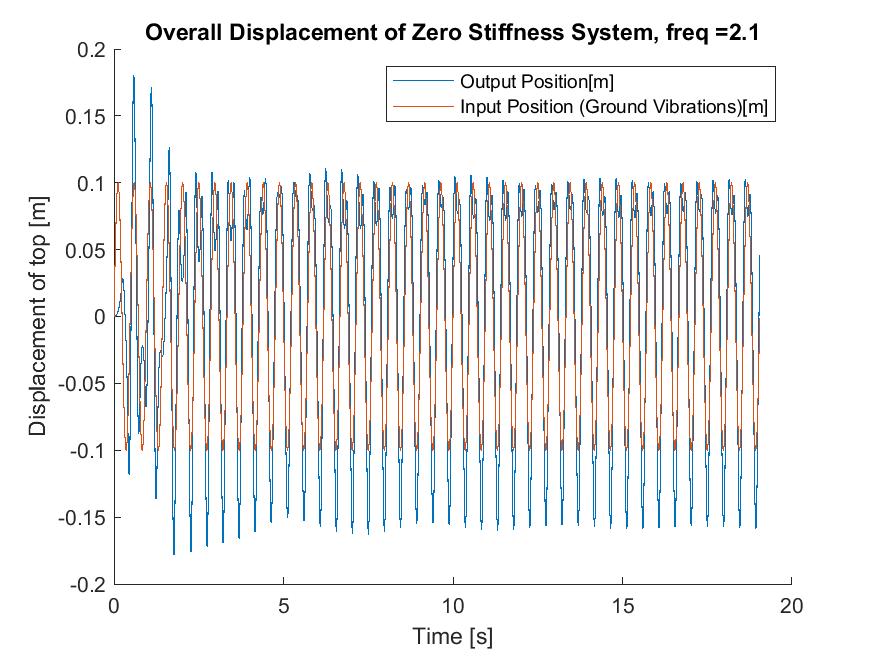 Overall Displacement of Zero Stiffness System, freq =2.1
Output Position[m]
Input Position (Ground Vibrations)[m]
Displacement of top [m]
0.2
0.15
0.1
0.05
0
-0.05
-0.1
-0.15
-0.2
0 5 10 15 20
Time [s]